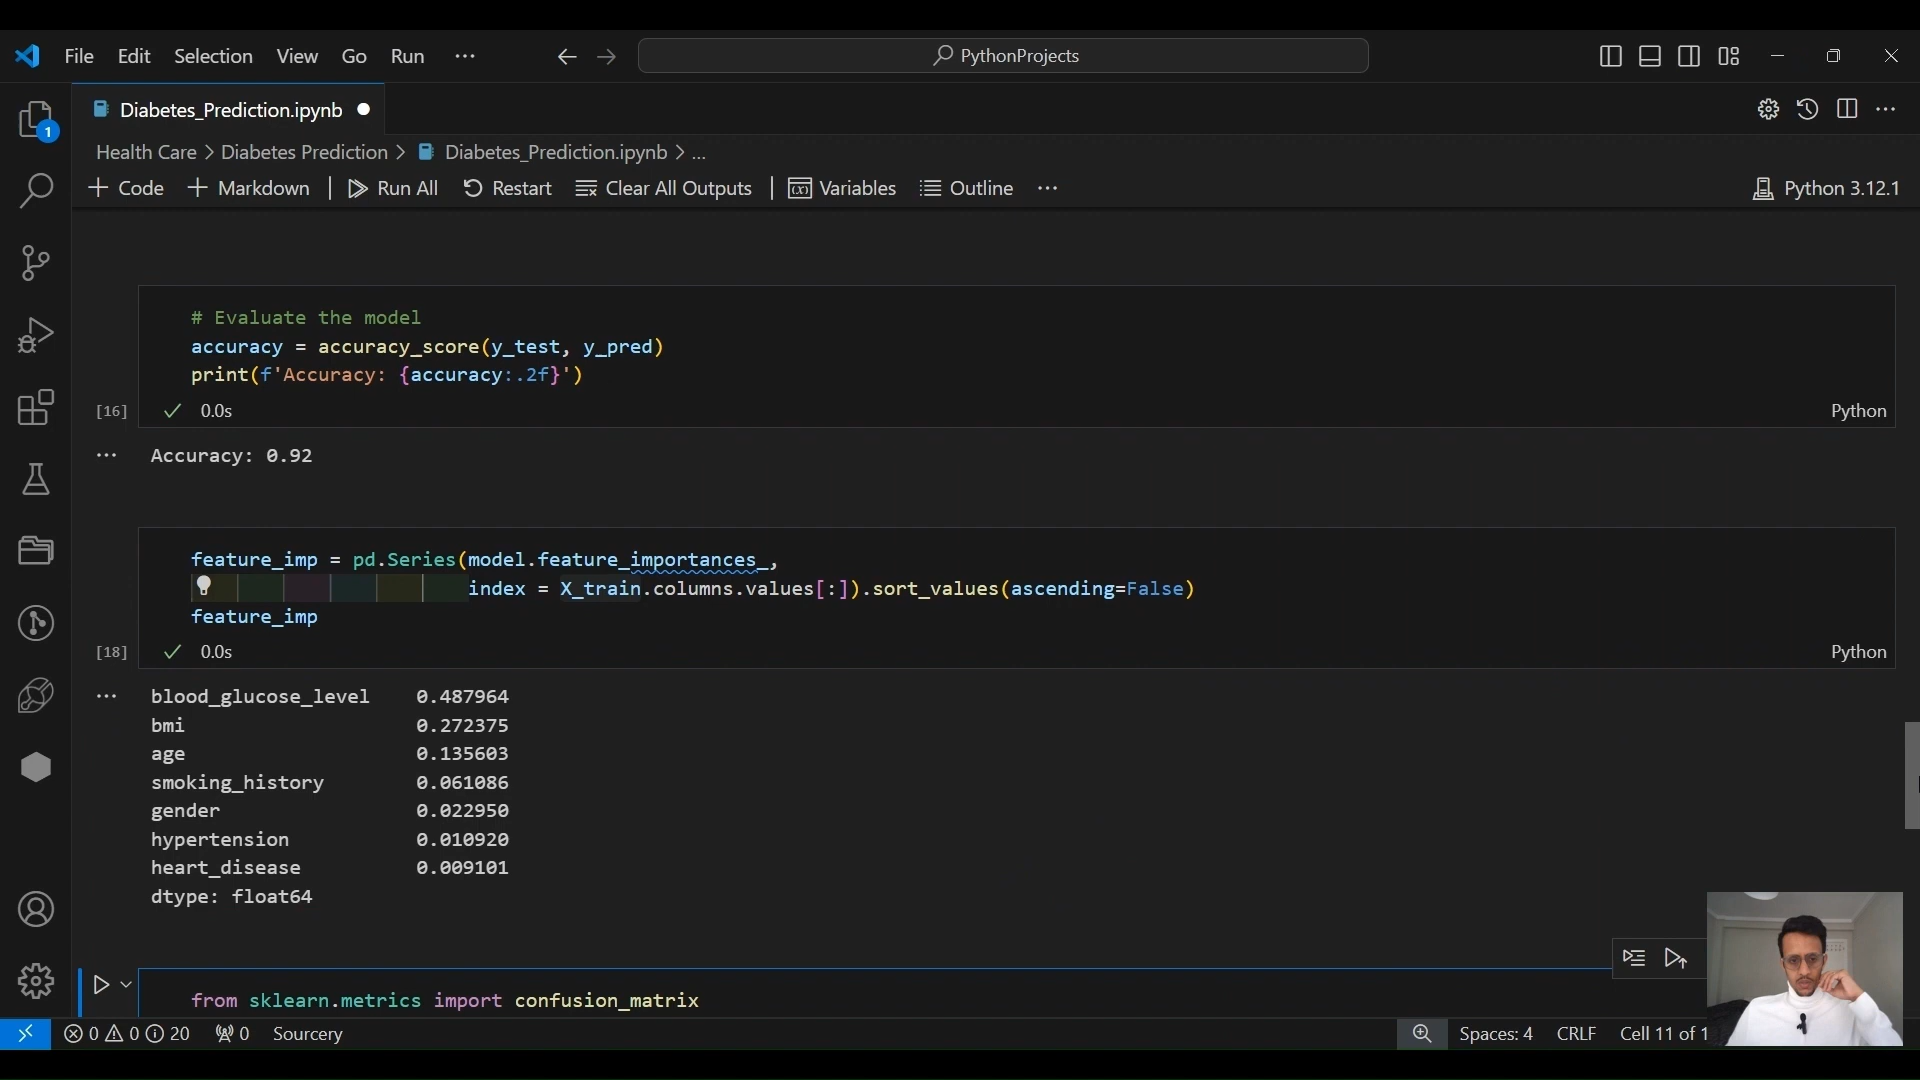 File Edit Selection View Go Run ··· PythonProjects
Diabetes_Prediction.ipynb
1
Health Care > Diabetes Prediction > Diabetes_Prediction.ipynb > ...
+ Code + Markdown Run All Restart Clear All Outputs Variables Outline ··· Python 3.12.1
# Evaluate the model
accuracy = accuracy_score(y_test, y_pred)
print(f'Accuracy: {accuracy:.2f}')
[16] 0.0s Python
Accuracy: 0.92
feature_imp = pd.Series(model.feature_importances_,
index = X_train.columns.values[:]).sort_values(ascending=False)
feature_imp
[18] 0.0s Python
blood_glucose_level 0.487964
bmi 0.272375
age 0.135603
smoking_history 0.061086
gender 0.022950
hypertension 0.010920
heart_disease 0.009101
dtype: float64
from sklearn.metrics import confusion_matrix
0 0 20 0 Sourcery Spaces: 4 CRLF Cell 11 of 1